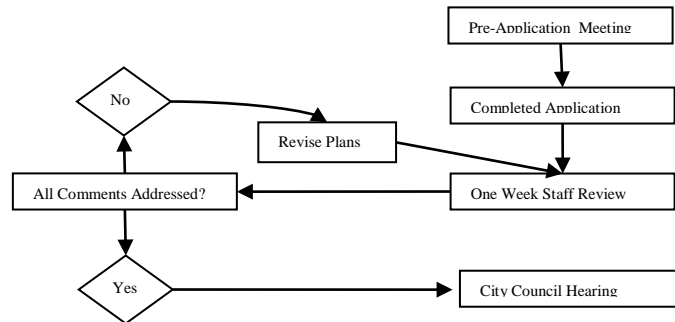 Pre-Application Meeting
No
Completed Application
Revise Plans
All Comments Addressed?
One Week Staff Review
Yes
City Council Hearing